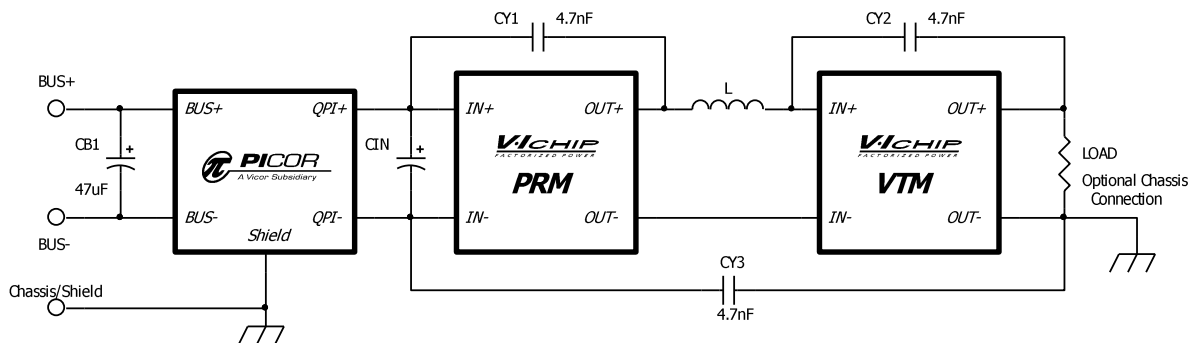 CY1 4.7nF
CY2 4.7nF
BUS+
L
BUS+ QPI+
IN+ OUT+
IN+ OUT+
CB1
+
CIN
+
π PICOR
A Vicor Subsidiary
V•I CHIP
FACTORIZED POWER
PRM
V•I CHIP
FACTORIZED POWER
VTM
LOAD
Optional Chassis
Connection
47uF
BUS- QPI-
IN- OUT-
IN- OUT-
Shield
BUS-
CY3
4.7nF
Chassis/Shield